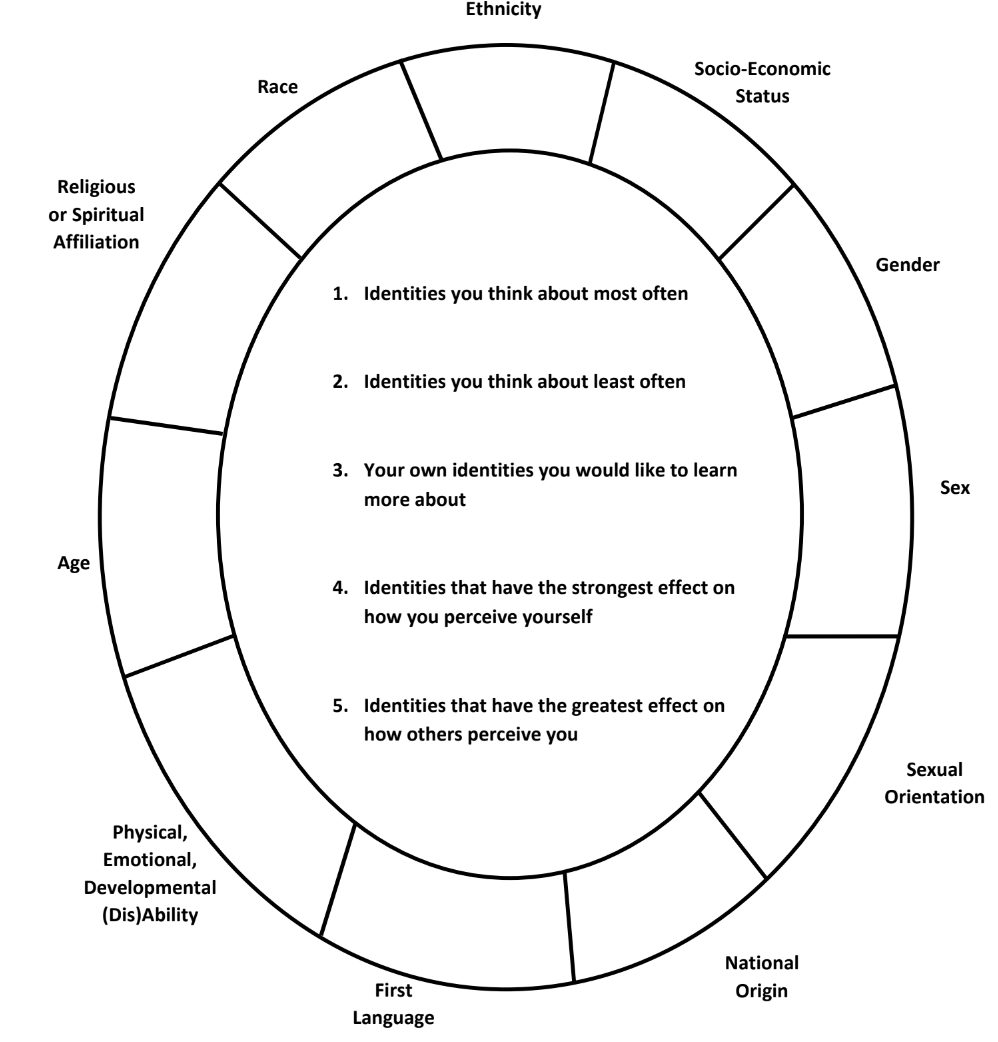 Ethnicity
Socio-Economic
Status
Gender
Sex
Sexual
Orientation
National
Origin
First
Language
Physical,
Emotional,
Developmental
(Dis)Ability
Age
Religious
or Spiritual
Affiliation
Race
1. Identities you think about most often
2. Identities you think about least often
3. Your own identities you would like to learn
more about
4. Identities that have the strongest effect on
how you perceive yourself
5. Identities that have the greatest effect on
how others perceive you